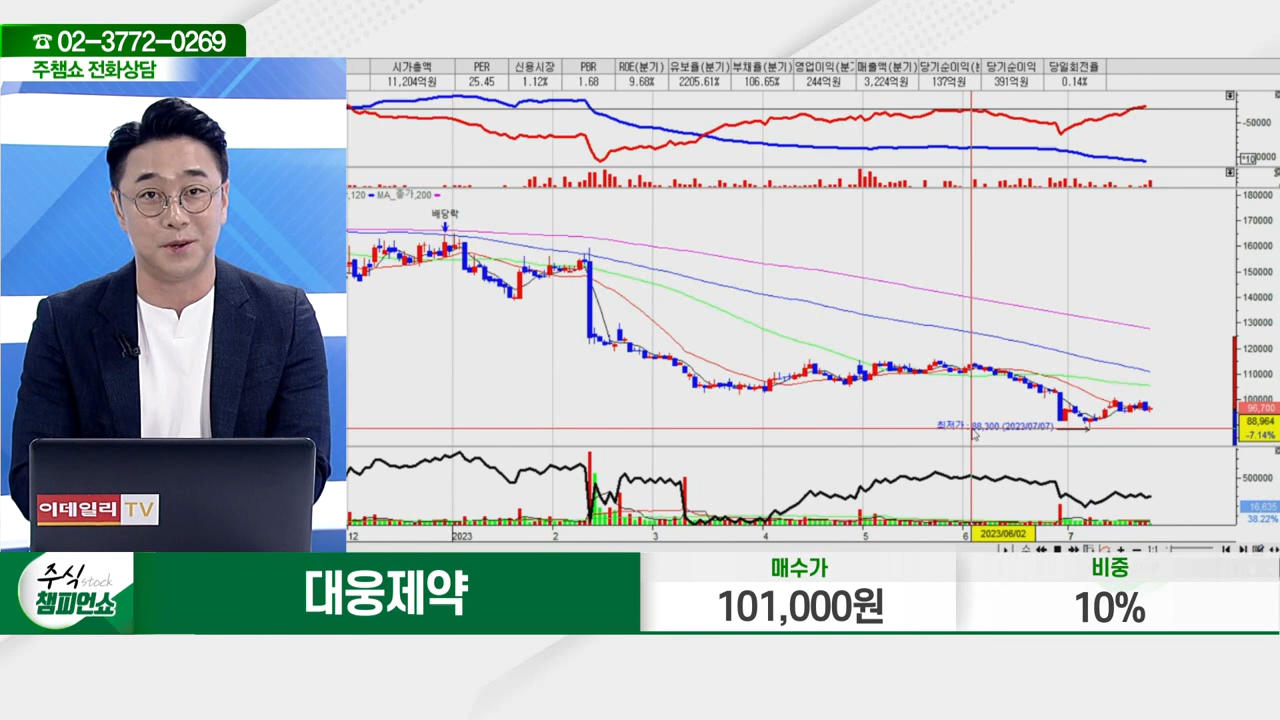 ☎ 02-3772-0269
주챔쇼 전화상담
시가총액 PER 신용시장 PBR ROE(분기) 유보율(분기) 부채율(분기) 영업이익(분기 매출액(분기) 당기순이익(분 당기순이익 당일회전율
11,204억원 25.45 1.12% 1.68 9.68% 2205.61% 106.65% 244억원 3,224억원 137억원 391억원 0.14%
-50000
*10
,120 MA_종가,200
180000
배당락
170000
160000
150000
140000
130000
120000
110000
100000
96,700
최저가 : 88,300 (2023/07/07)
88,964
-7.14%
500000
16,635
38.22%
12 2023 2 3 4 5 6 2023/06/02 7
이데일리 TV
주식 stock
챔피언쇼
대웅제약
매수가
101,000원
비중
10%